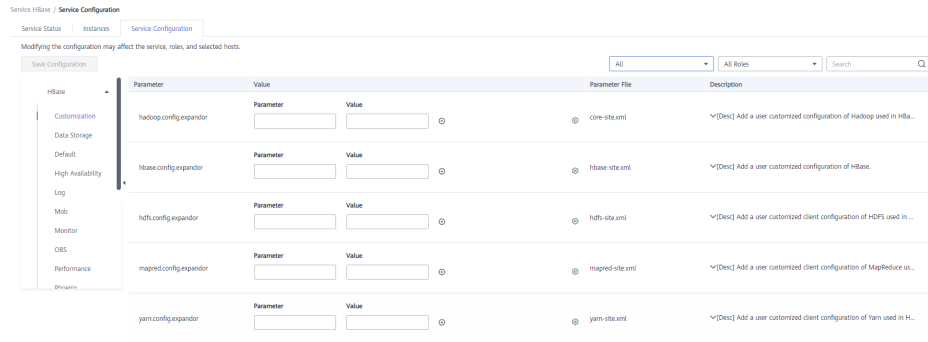 Service HBase / Service Configuration
Service Status Instances Service Configuration
Modifying the configuration may affect the service, roles, and selected hosts.
Save Configuration All All Roles Search
HBase
Customization
Data Storage
Default
High Availability
Log
Mob
Monitor
OBS
Performance
Phoenix
Parameter Value Parameter File Description
Parameter Value
hadoop.config.expandor core-site.xml [Desc] Add a user customized configuration of Hadoop used in HBa...
Parameter Value
hbase.config.expandor hbase-site.xml [Desc] Add a user customized configuration of HBase.
Parameter Value
hdfs.config.expandor hdfs-site.xml [Desc] Add a user customized client configuration of HDFS used in ...
Parameter Value
mapred.config.expandor mapred-site.xml [Desc] Add a user customized client configuration of MapReduce us...
Parameter Value
yarn.config.expandor yarn-site.xml [Desc] Add a user customized client configuration of Yarn used in H...